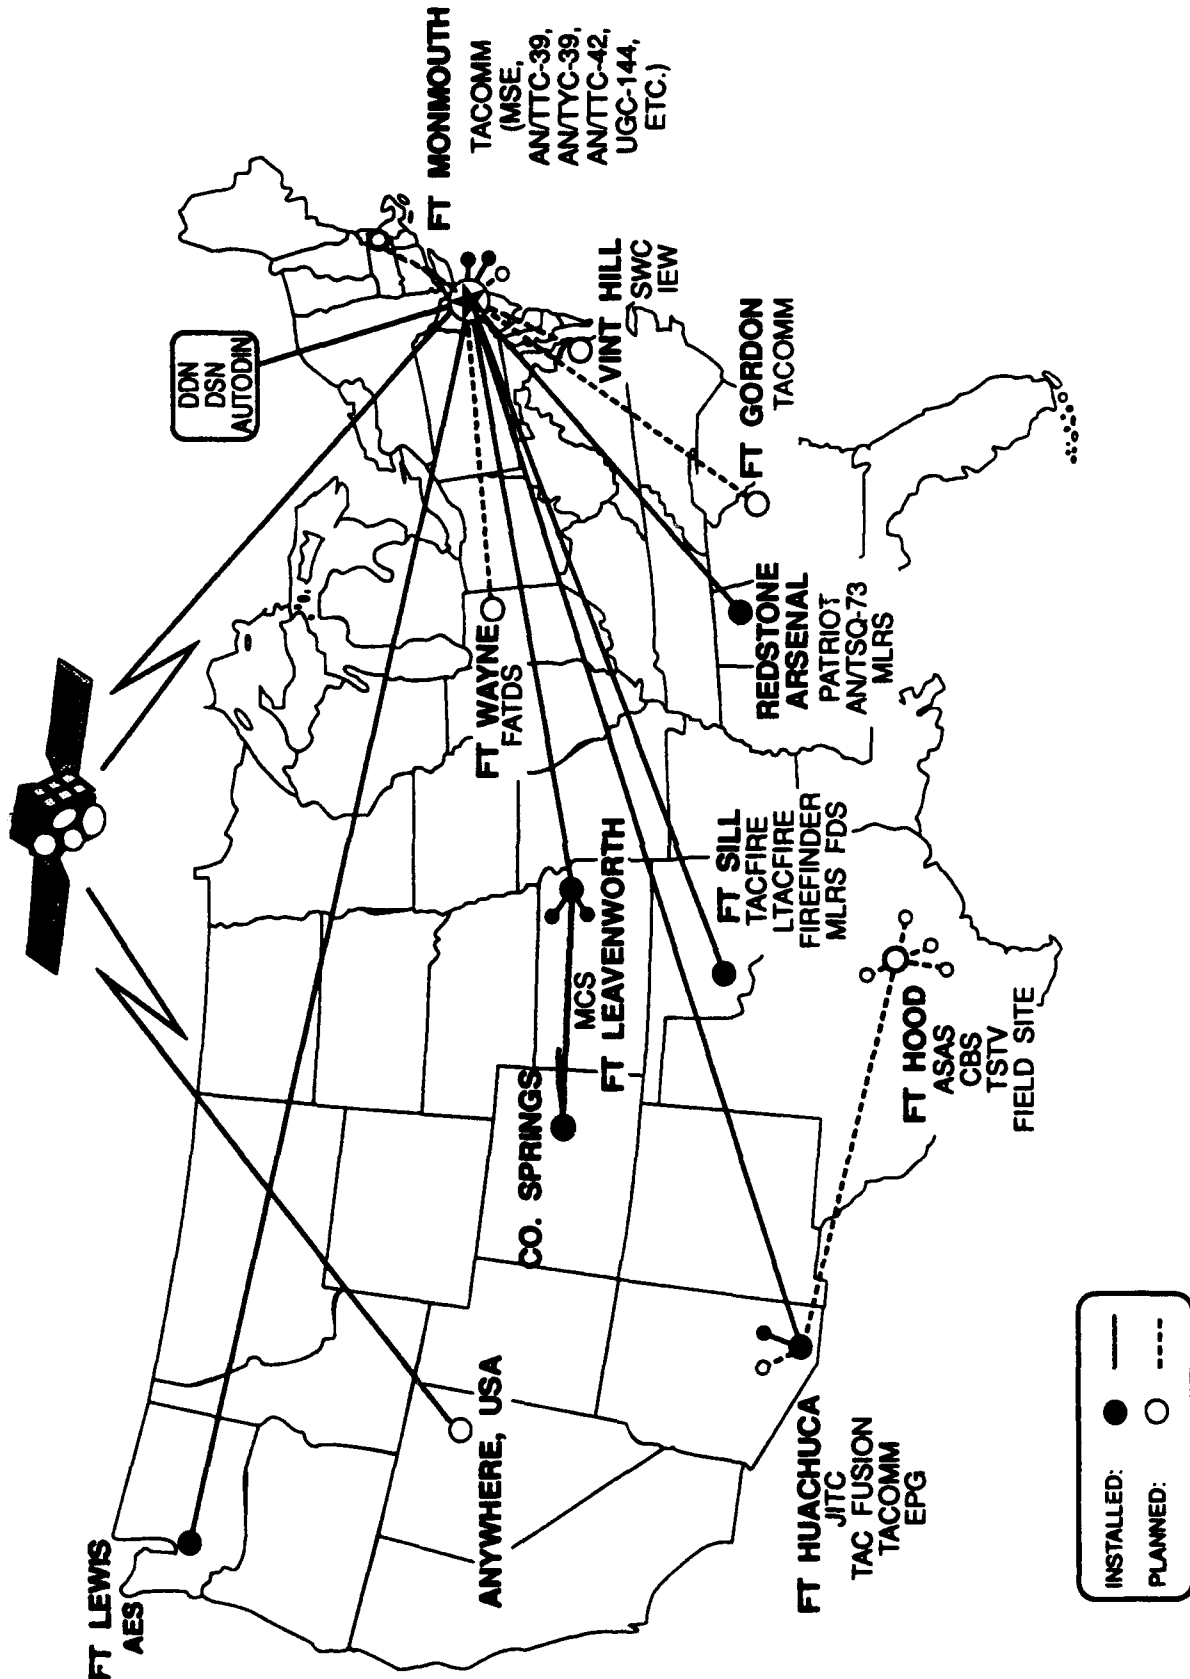 FT LEWIS
AES
ANYWHERE, USA
FT HUACHUCA
JITC
TAC FUSION
TACOMM
EPG
CO. SPRINGS
MCS
FT LEAVENWORTH
FT HOOD
ASAS
CBS
TSTV
FIELD SITE
FT SILL
TACFIRE
LTACFIRE
FIREFINDER
MLRS FDS
FT WAYNE
FATDS
REDSTONE
ARSENAL
PATRIOT
AN/TSQ-73
MLRS
DDN
DSN
AUTODIN
FT GORDON
TACOMM
VINT HILL
SWC
IEW
FT MONMOUTH
TACOMM
(MSE,
AN/TTC-39,
AN/TYC-39,
AN/TTC-42,
UGC-144,
ETC.)
INSTALLED:
PLANNED: